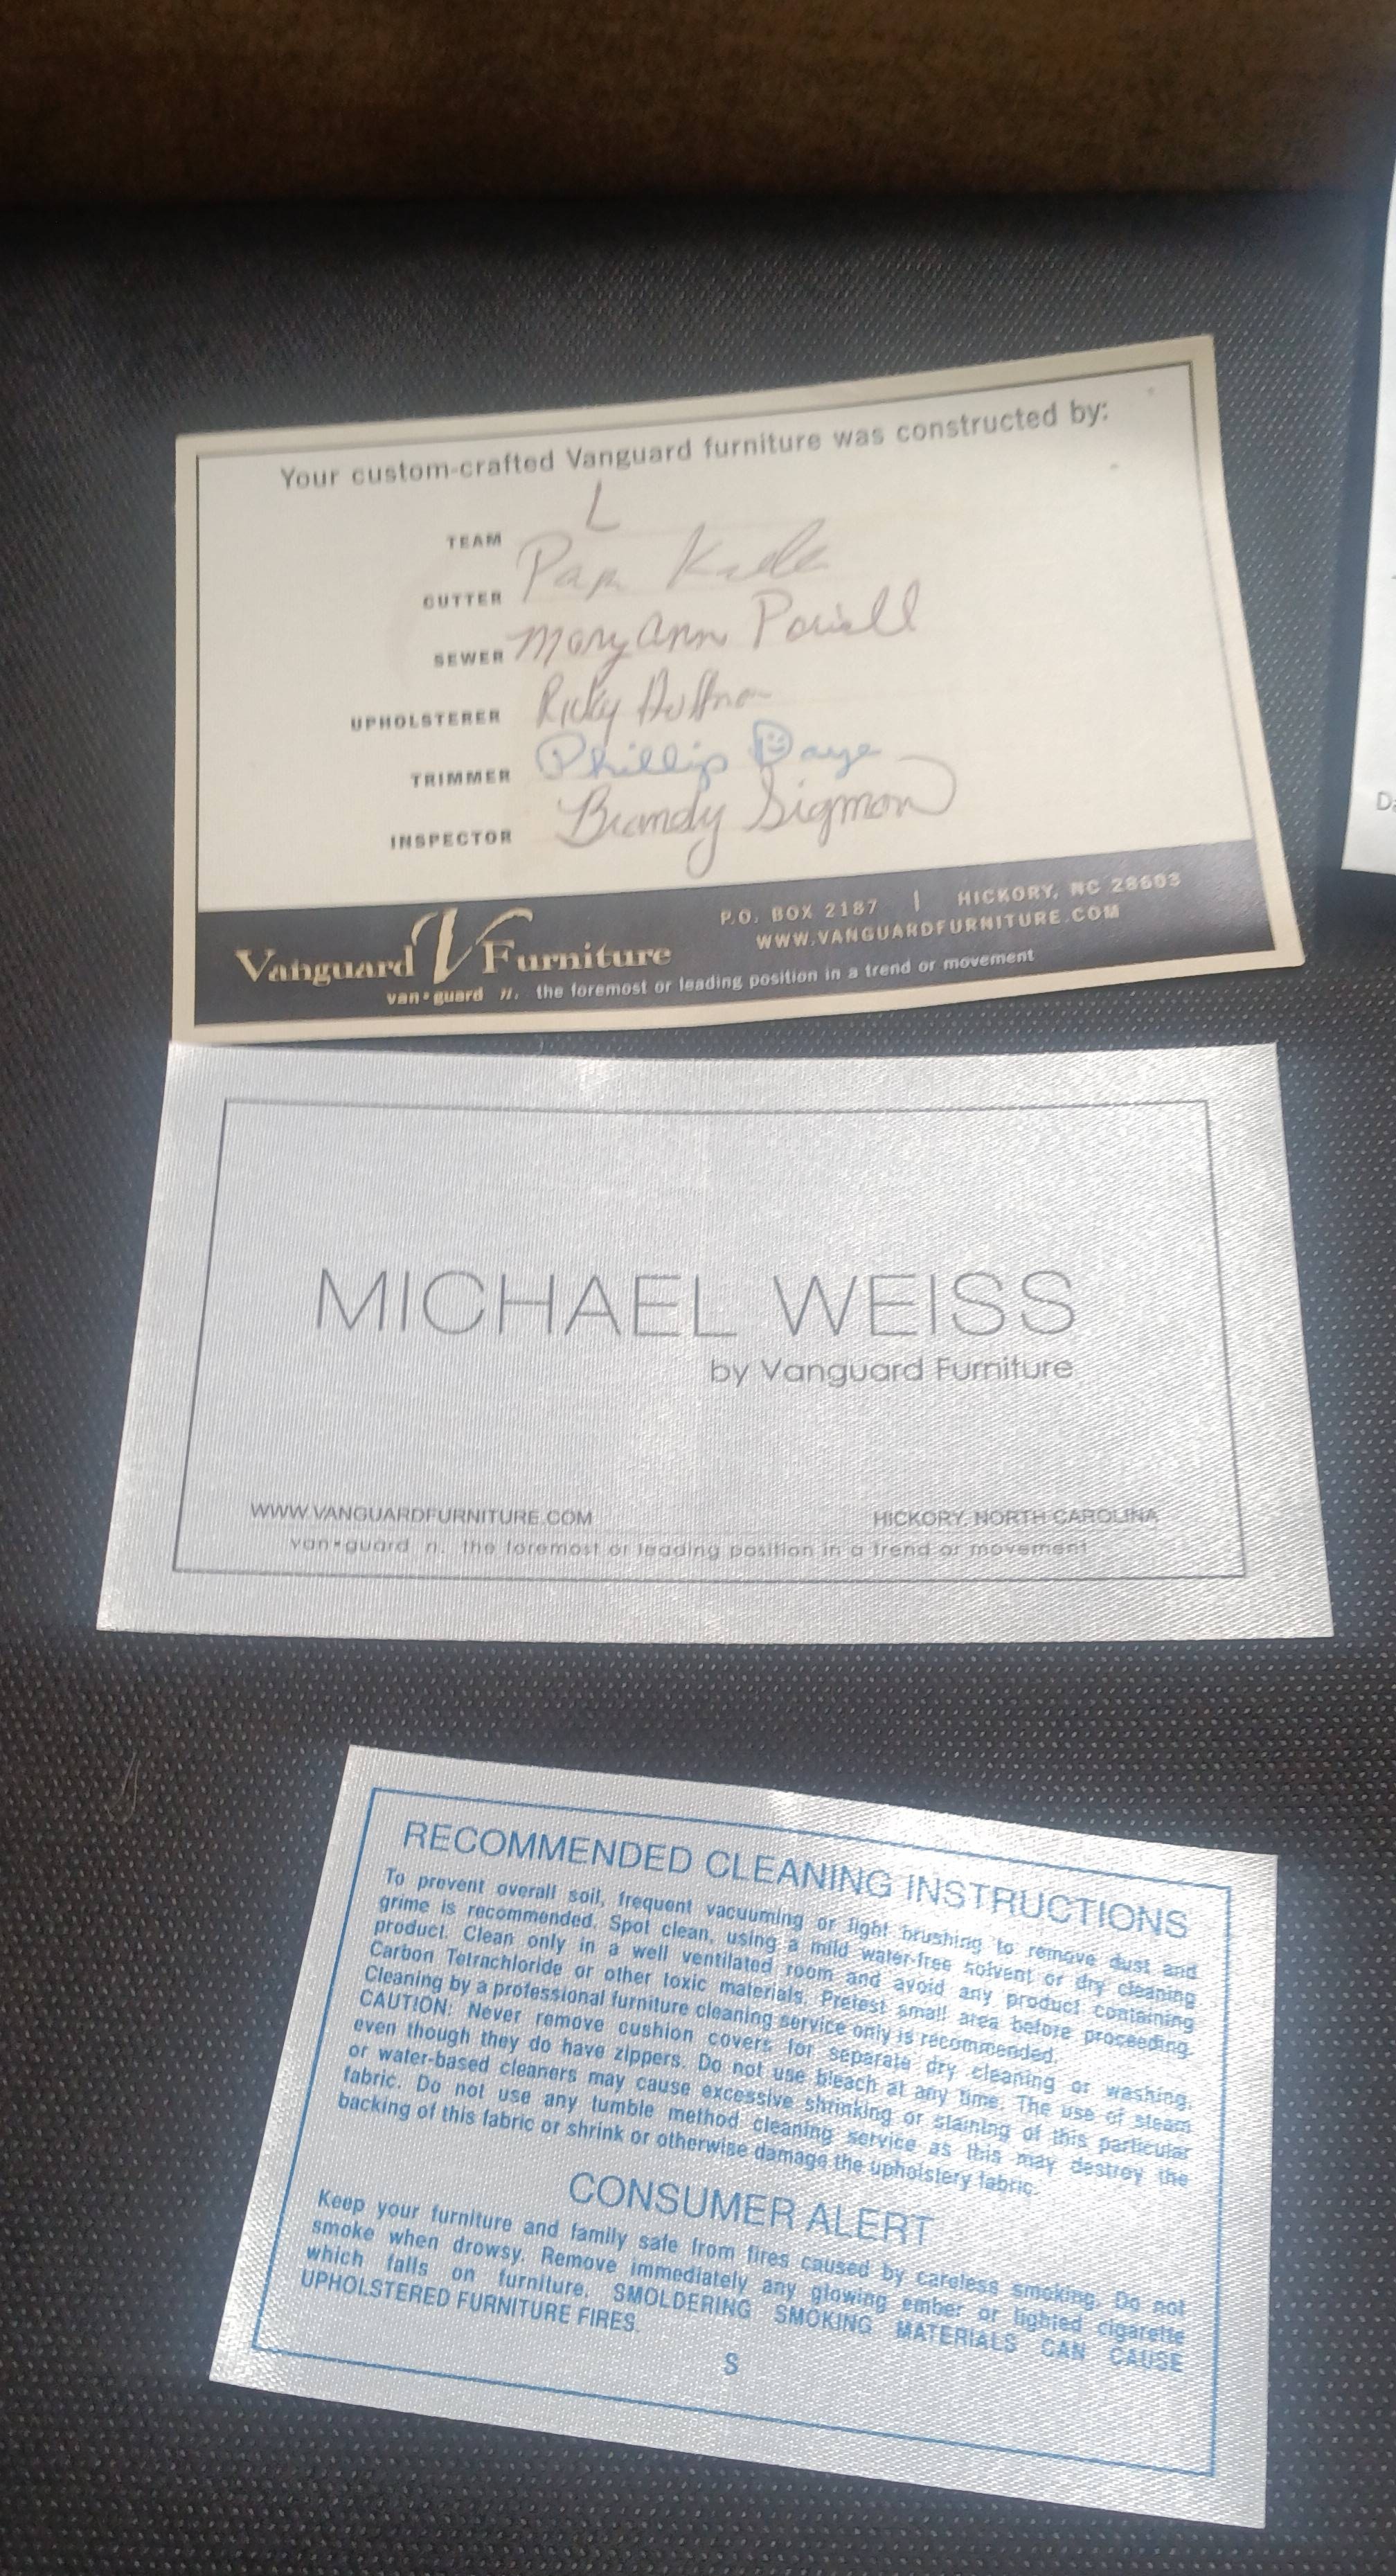 Your custom-crafted Vanguard furniture was constructed by:
TEAM L
CUTTER Pam
SEWER Mary Ann Powell
UPHOLSTERER Ricky
TRIMMER Phillip Daye
INSPECTOR Brandy Sigmon
Vanguard V Furniture
P.O. BOX 2187 | HICKORY, NC 28603
WWW.VANGUARDFURNITURE.COM
van•guard n. the foremost or leading position in a trend or movement
MICHAEL WEISS
by Vanguard Furniture
WWW.VANGUARDFURNITURE.COM HICKORY, NORTH CAROLINA
van•guard n. the foremost or leading position in a trend or movement
RECOMMENDED CLEANING INSTRUCTIONS
To prevent overall soil, frequent vacuuming or light brushing to remove dust and
grime is recommended. Spot clean, using a mild water-free solvent or dry cleaning
product. Clean only in a well ventilated room and avoid any product containing
Carbon Tetrachloride or other toxic materials. Pretest small area before proceeding.
Cleaning by a professional furniture cleaning service only is recommended.
CAUTION: Never remove cushion covers for separate dry cleaning or washing,
even though they do have zippers. Do not use bleach at any time. The use of steam
or water-based cleaners may cause excessive shrinking or staining of this particular
fabric. Do not use any tumble method cleaning service as this may destroy the
backing of this fabric or shrink or otherwise damage the upholstery fabric.
CONSUMER ALERT
Keep your furniture and family safe from fires caused by careless smoking. Do not
smoke when drowsy. Remove immediately any glowing ember or lighted cigarette
which falls on furniture. SMOLDERING SMOKING MATERIALS CAN CAUSE
UPHOLSTERED FURNITURE FIRES.
S